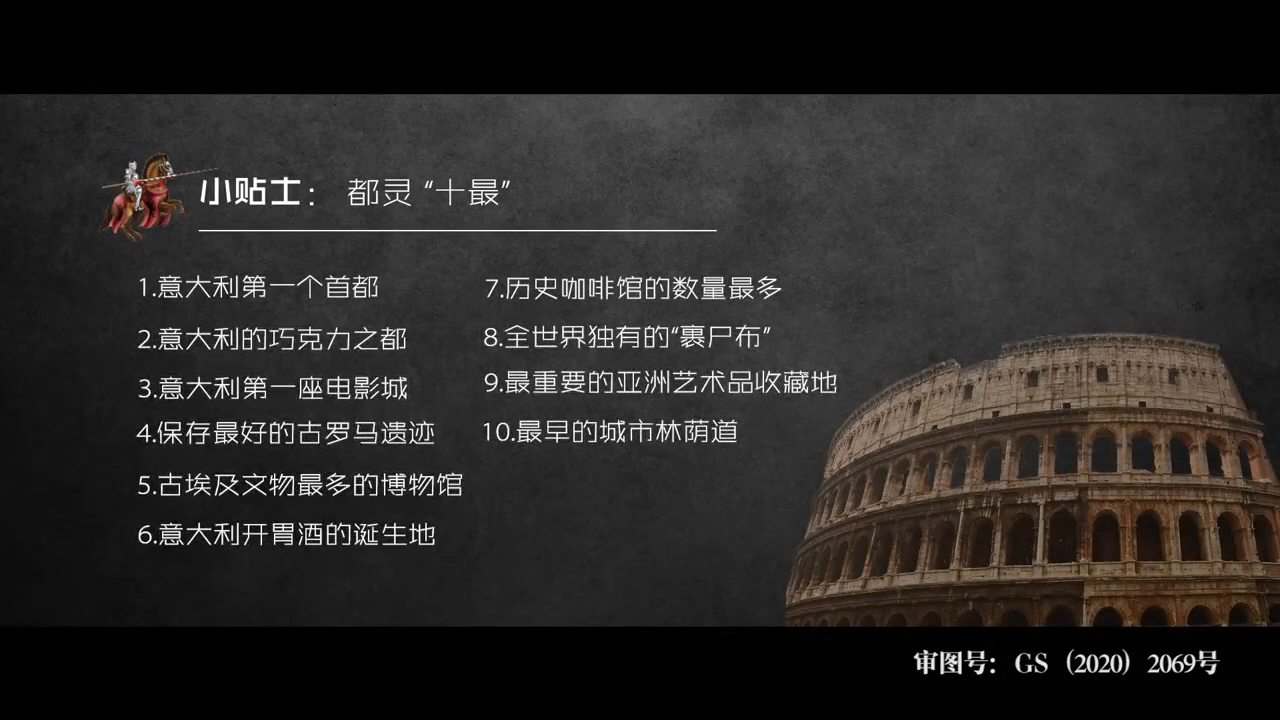 小贴士： 都灵“十最”
1.意大利第一个首都
2.意大利的巧克力之都
3.意大利第一座电影城
4.保存最好的古罗马遗迹
5.古埃及文物最多的博物馆
6.意大利开胃酒的诞生地
7.历史咖啡馆的数量最多
8.全世界独有的“裹尸布”
9.最重要的亚洲艺术品收藏地
10.最早的城市林荫道
审图号：GS（2020）2069号